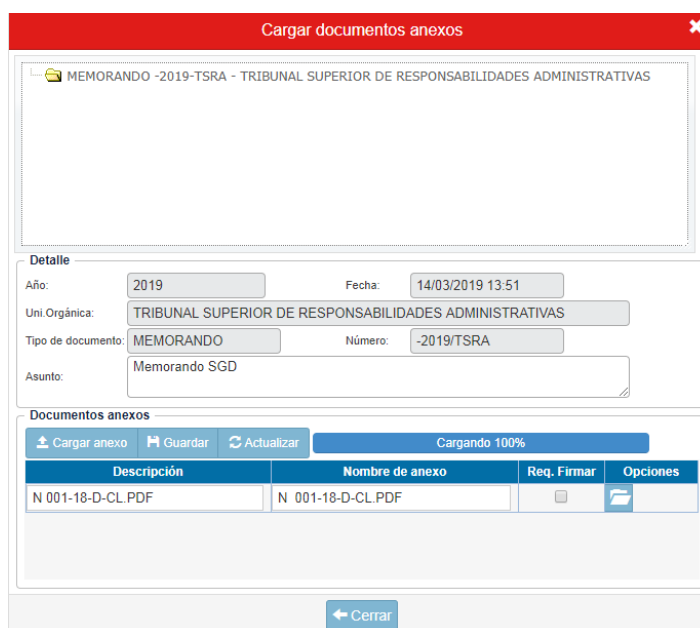 Cargar documentos anexos
MEMORANDO -2019-TSRA - TRIBUNAL SUPERIOR DE RESPONSABILIDADES ADMINISTRATIVAS
Detalle
Año: 2019 Fecha: 14/03/2019 13:51
Uni.Orgánica: TRIBUNAL SUPERIOR DE RESPONSABILIDADES ADMINISTRATIVAS
Tipo de documento: MEMORANDO Número: -2019/TSRA
Asunto: Memorando SGD
Documentos anexos
Cargar anexo Guardar Actualizar Cargando 100%
Descripción Nombre de anexo Req. Firmar Opciones
N 001-18-D-CL.PDF N 001-18-D-CL.PDF
Cerrar